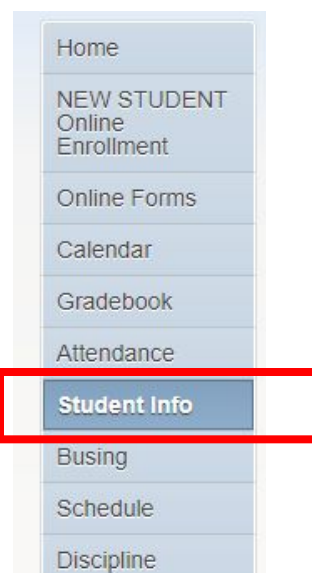 Home
NEW STUDENT
Online
Enrollment
Online Forms
Calendar
Gradebook
Attendance
Student Info
Busing
Schedule
Discipline